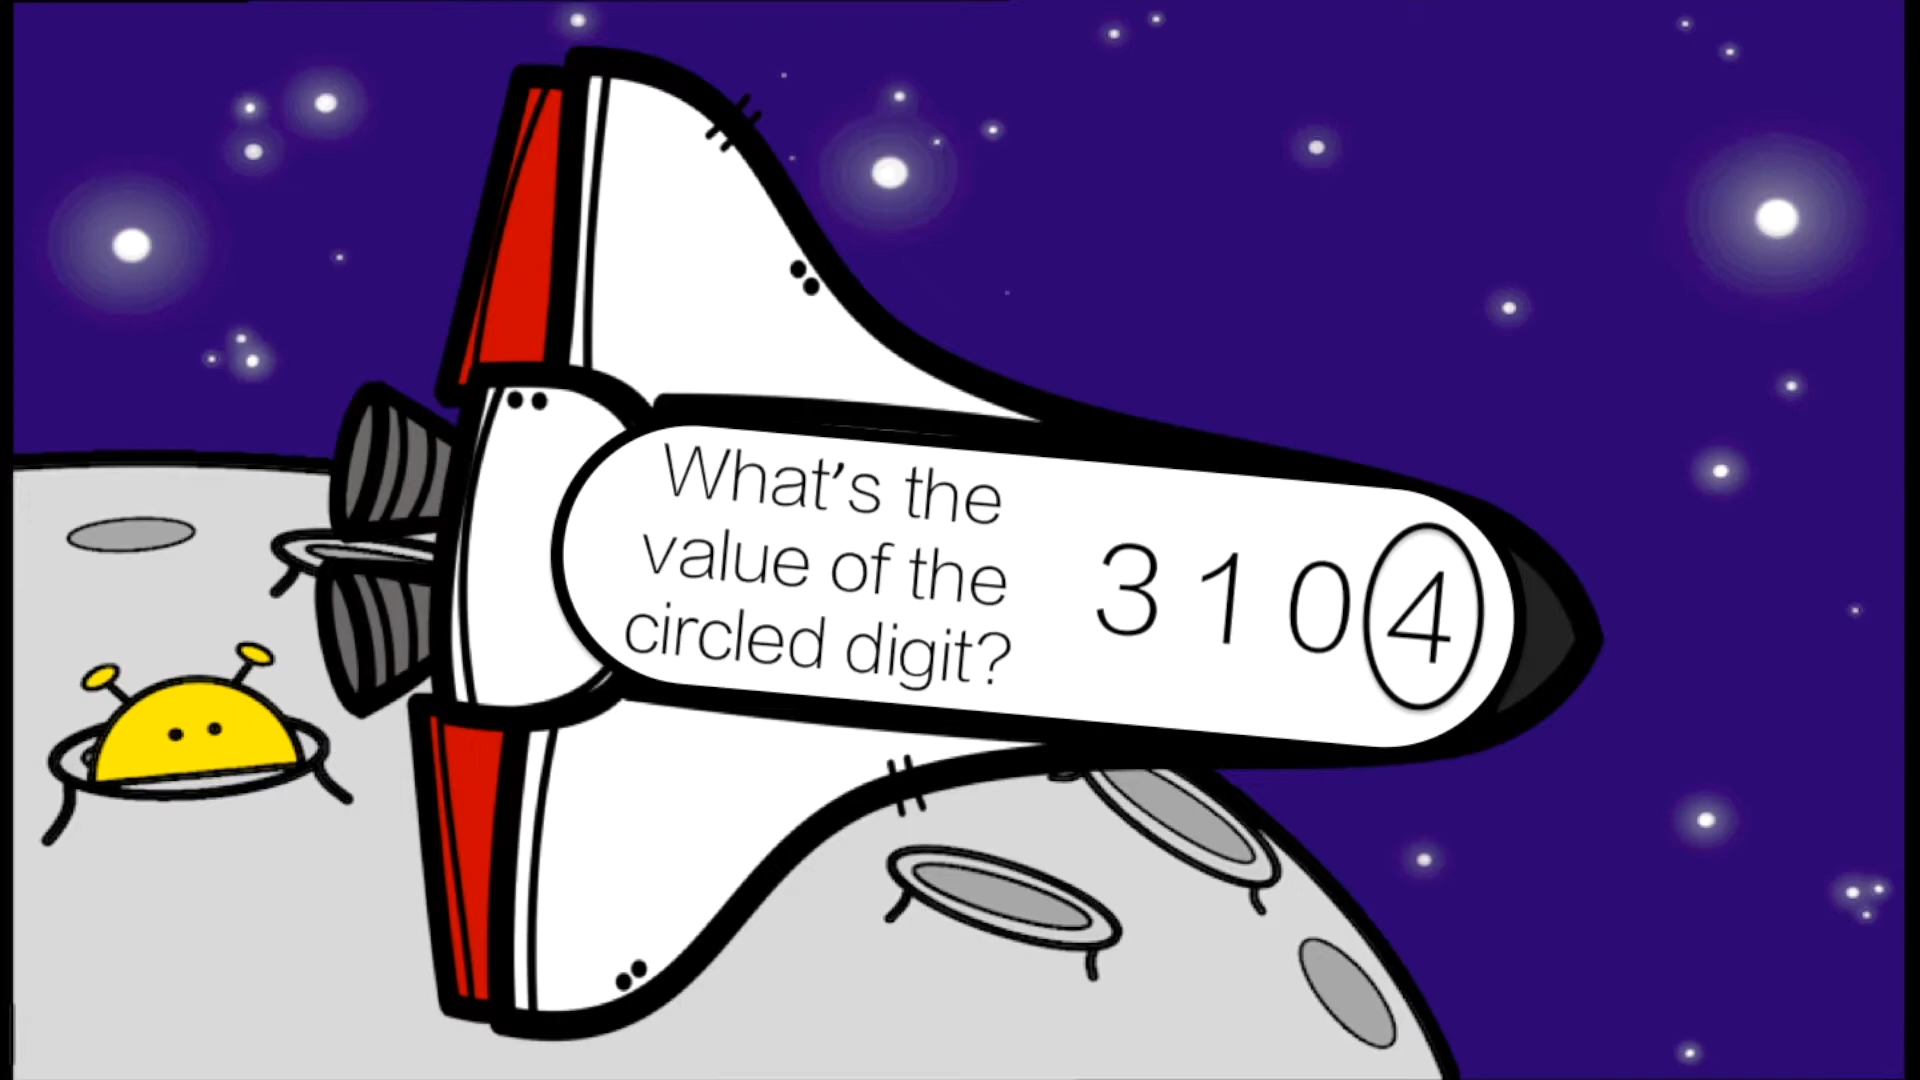 What's the
value of the
circled digit?
3 1 0 4